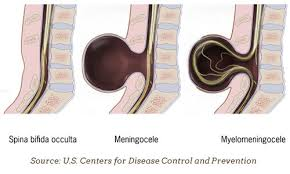 Spina bifida occulta
Meningocele
Myelomeningocele
Source: U.S. Centers for Disease Control and Prevention